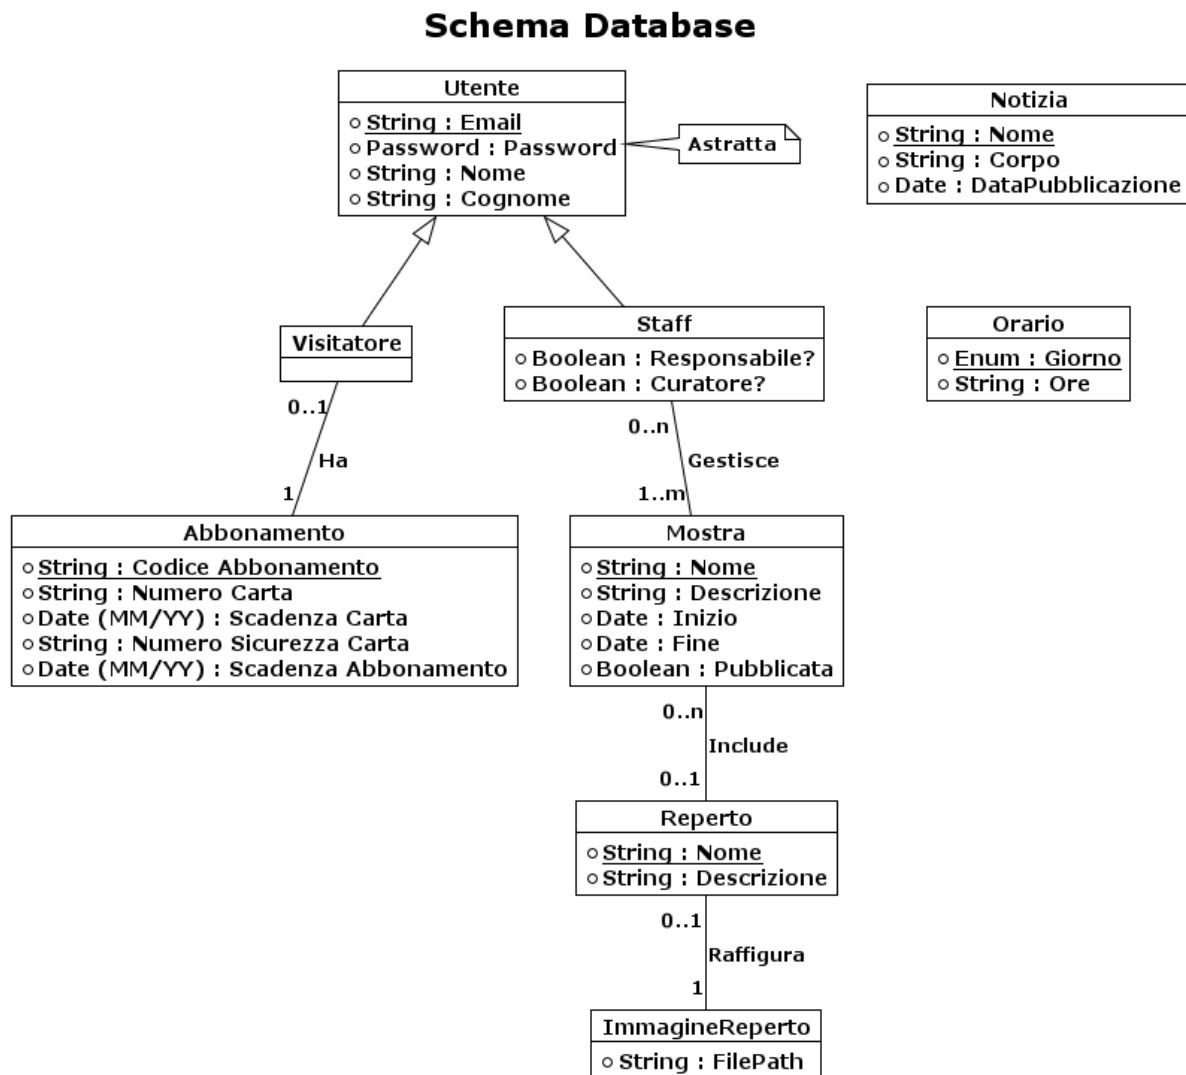 Schema Database
Utente
String : Email
Password : Password
String : Nome
String : Cognome
Astratta
Notizia
String : Nome
String : Corpo
Date : DataPubblicazione
Visitatore
Staff
Boolean : Responsabile?
Boolean : Curatore?
Orario
Enum : Giorno
String : Ore
0..1
Ha
1
0..n
Gestisce
1..m
Abbonamento
String : Codice Abbonamento
String : Numero Carta
Date (MM/YY) : Scadenza Carta
String : Numero Sicurezza Carta
Date (MM/YY) : Scadenza Abbonamento
Mostra
String : Nome
String : Descrizione
Date : Inizio
Date : Fine
Boolean : Pubblicata
0..n
Include
0..1
Reperto
String : Nome
String : Descrizione
0..1
Raffigura
1
ImmagineReperto
String : FilePath